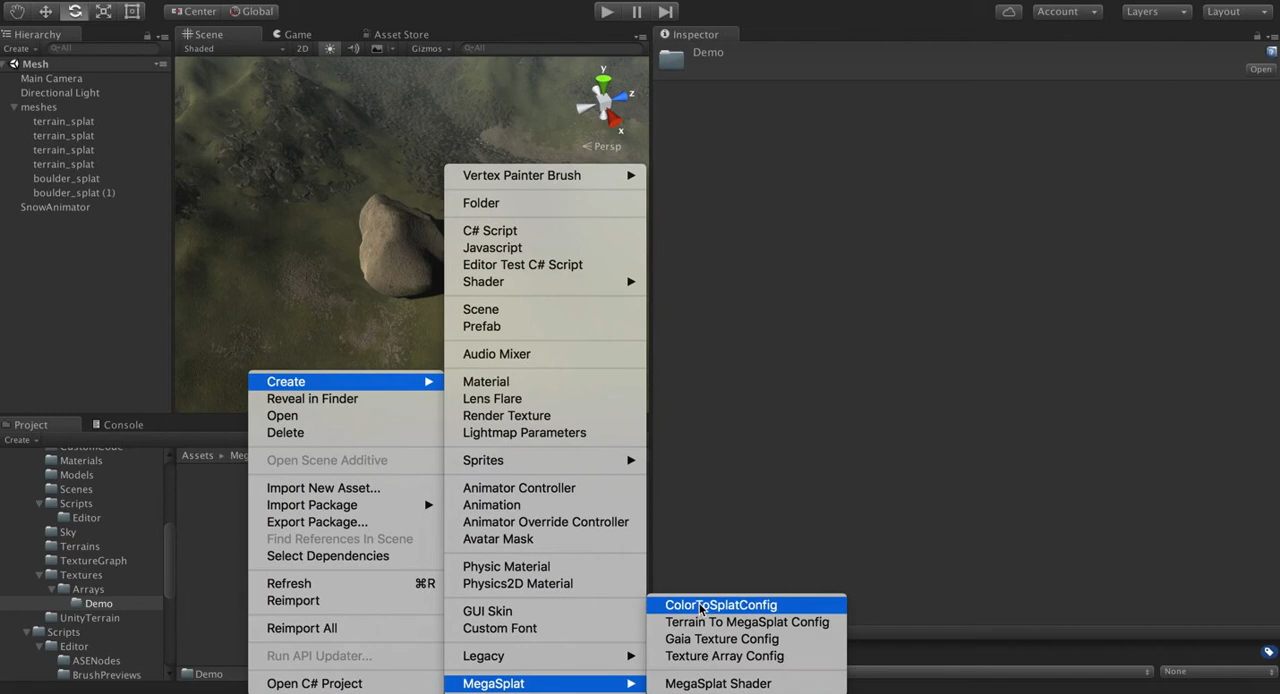 Center Global Account Layers Layout
Hierarchy Scene Game Asset Store Inspector
Create All Shaded 2D Gizmos All Demo
Open
Mesh
Main Camera
Directional Light
meshes
terrain_splat
terrain_splat
terrain_splat
terrain_splat
boulder_splat
boulder_splat (1)
SnowAnimator
y
z
x
Persp
Vertex Painter Brush
Folder
C# Script
Javascript
Editor Test C# Script
Shader
Scene
Prefab
Audio Mixer
Material
Lens Flare
Render Texture
Lightmap Parameters
Sprites
Animator Controller
Animation
Animator Override Controller
Avatar Mask
Physic Material
Physics2D Material
GUI Skin
Custom Font
Legacy
MegaSplat
Create
Reveal in Finder
Open
Delete
Open Scene Additive
Import New Asset...
Import Package
Export Package...
Find References In Scene
Select Dependencies
Refresh ⌘R
Reimport
Reimport All
Run API Updater...
Open C# Project
ColorToSplatConfig
Terrain To MegaSplat Config
Gaia Texture Config
Texture Array Config
MegaSplat Shader
Project Console
Create
Assets Meg
CustomCode
Materials
Models
Scenes
Scripts
Editor
Sky
Terrains
TextureGraph
Textures
Arrays
Demo
UnityTerrain
Scripts
Editor
ASENodes
BrushPreviews
Demo
None